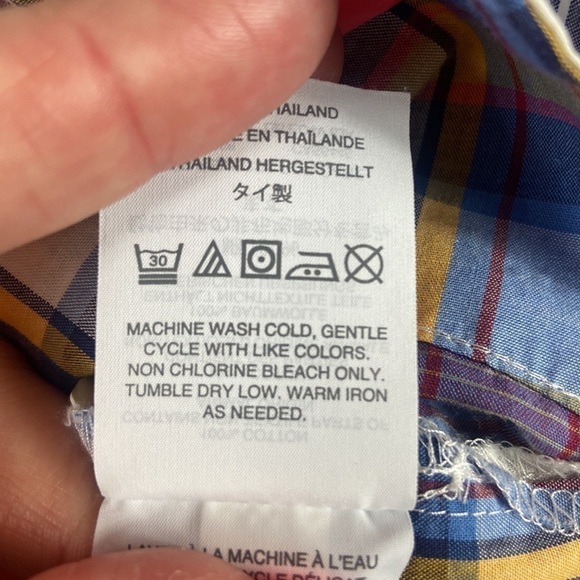 THAILAND
EN THAÏLANDE
THAILAND HERGESTELLT
タイ製
30
MACHINE WASH COLD, GENTLE
CYCLE WITH LIKE COLORS.
NON CHLORINE BLEACH ONLY.
TUMBLE DRY LOW. WARM IRON
AS NEEDED.
À LA MACHINE À L'EAU